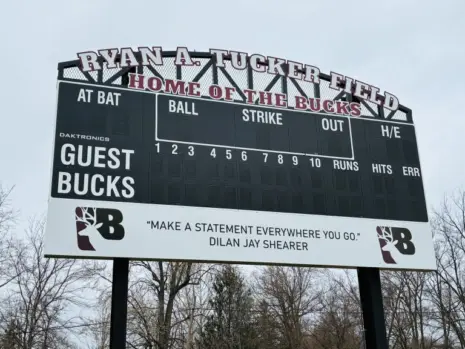 RYAN A. TUCKER FIELD
HOME OF THE BUCKS
AT BAT BALL STRIKE OUT H/E
DAKTRONICS
1 2 3 4 5 6 7 8 9 10 RUNS HITS ERR
GUEST
BUCKS
B "MAKE A STATEMENT EVERYWHERE YOU GO." B
DILAN JAY SHEARER